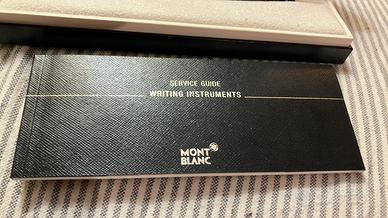 SERVICE GUIDE
WRITING INSTRUMENTS
MONT
BLANC